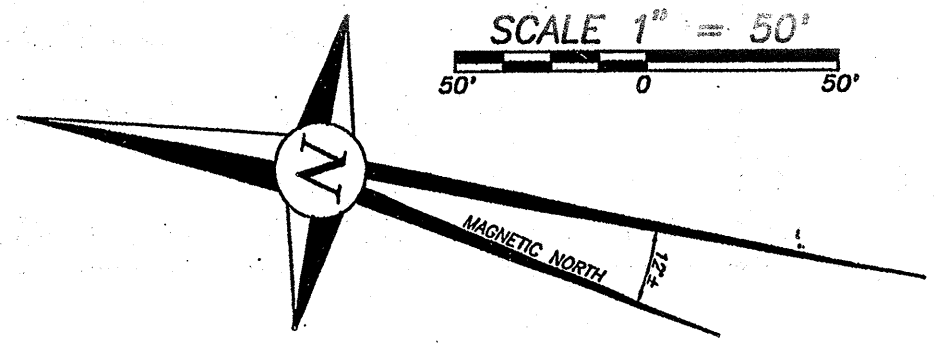 SCALE 1" = 50'
50' 0 50'
N
MAGNETIC NORTH
12°±